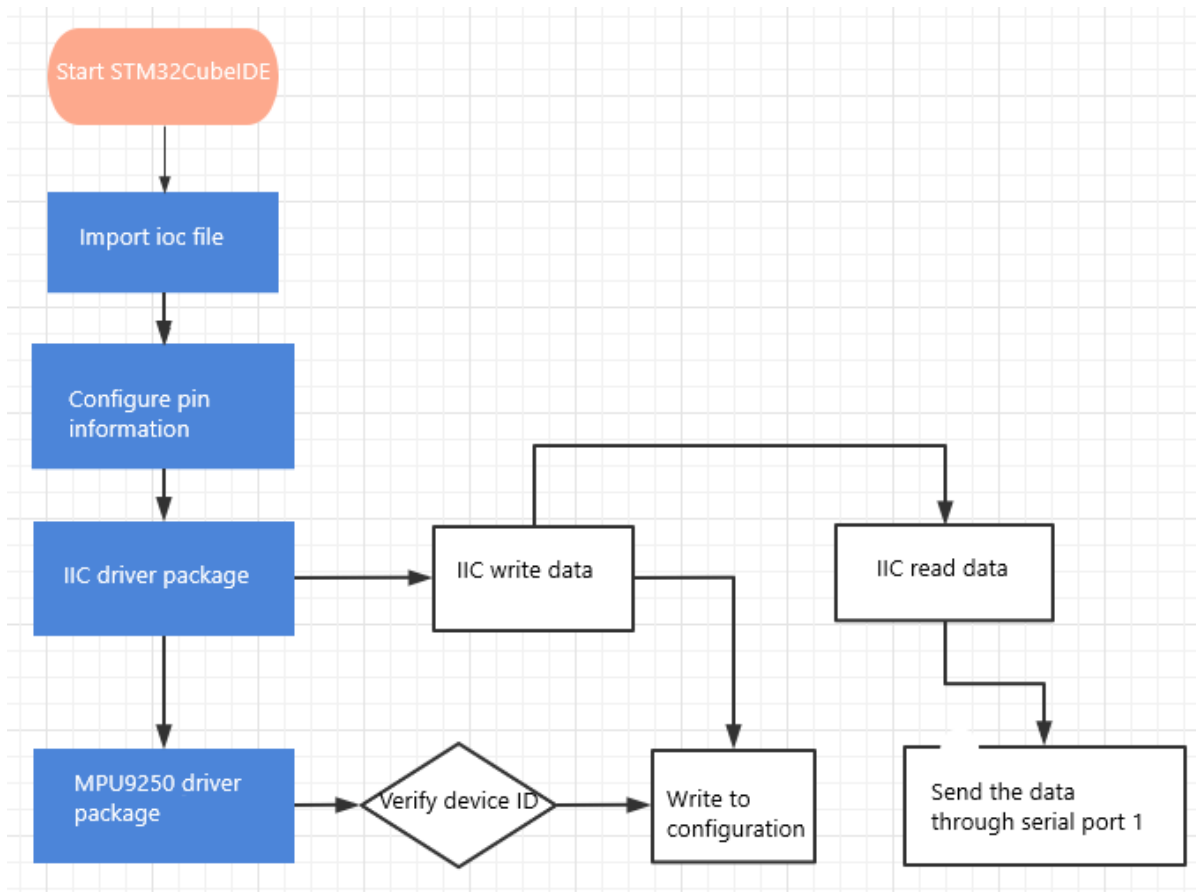 Start STM32CubeIDE
Import ioc file
Configure pin
information
IIC driver package
IIC write data
IIC read data
MPU9250 driver
package
Verify device ID
Write to
configuration
Send the data
through serial port 1